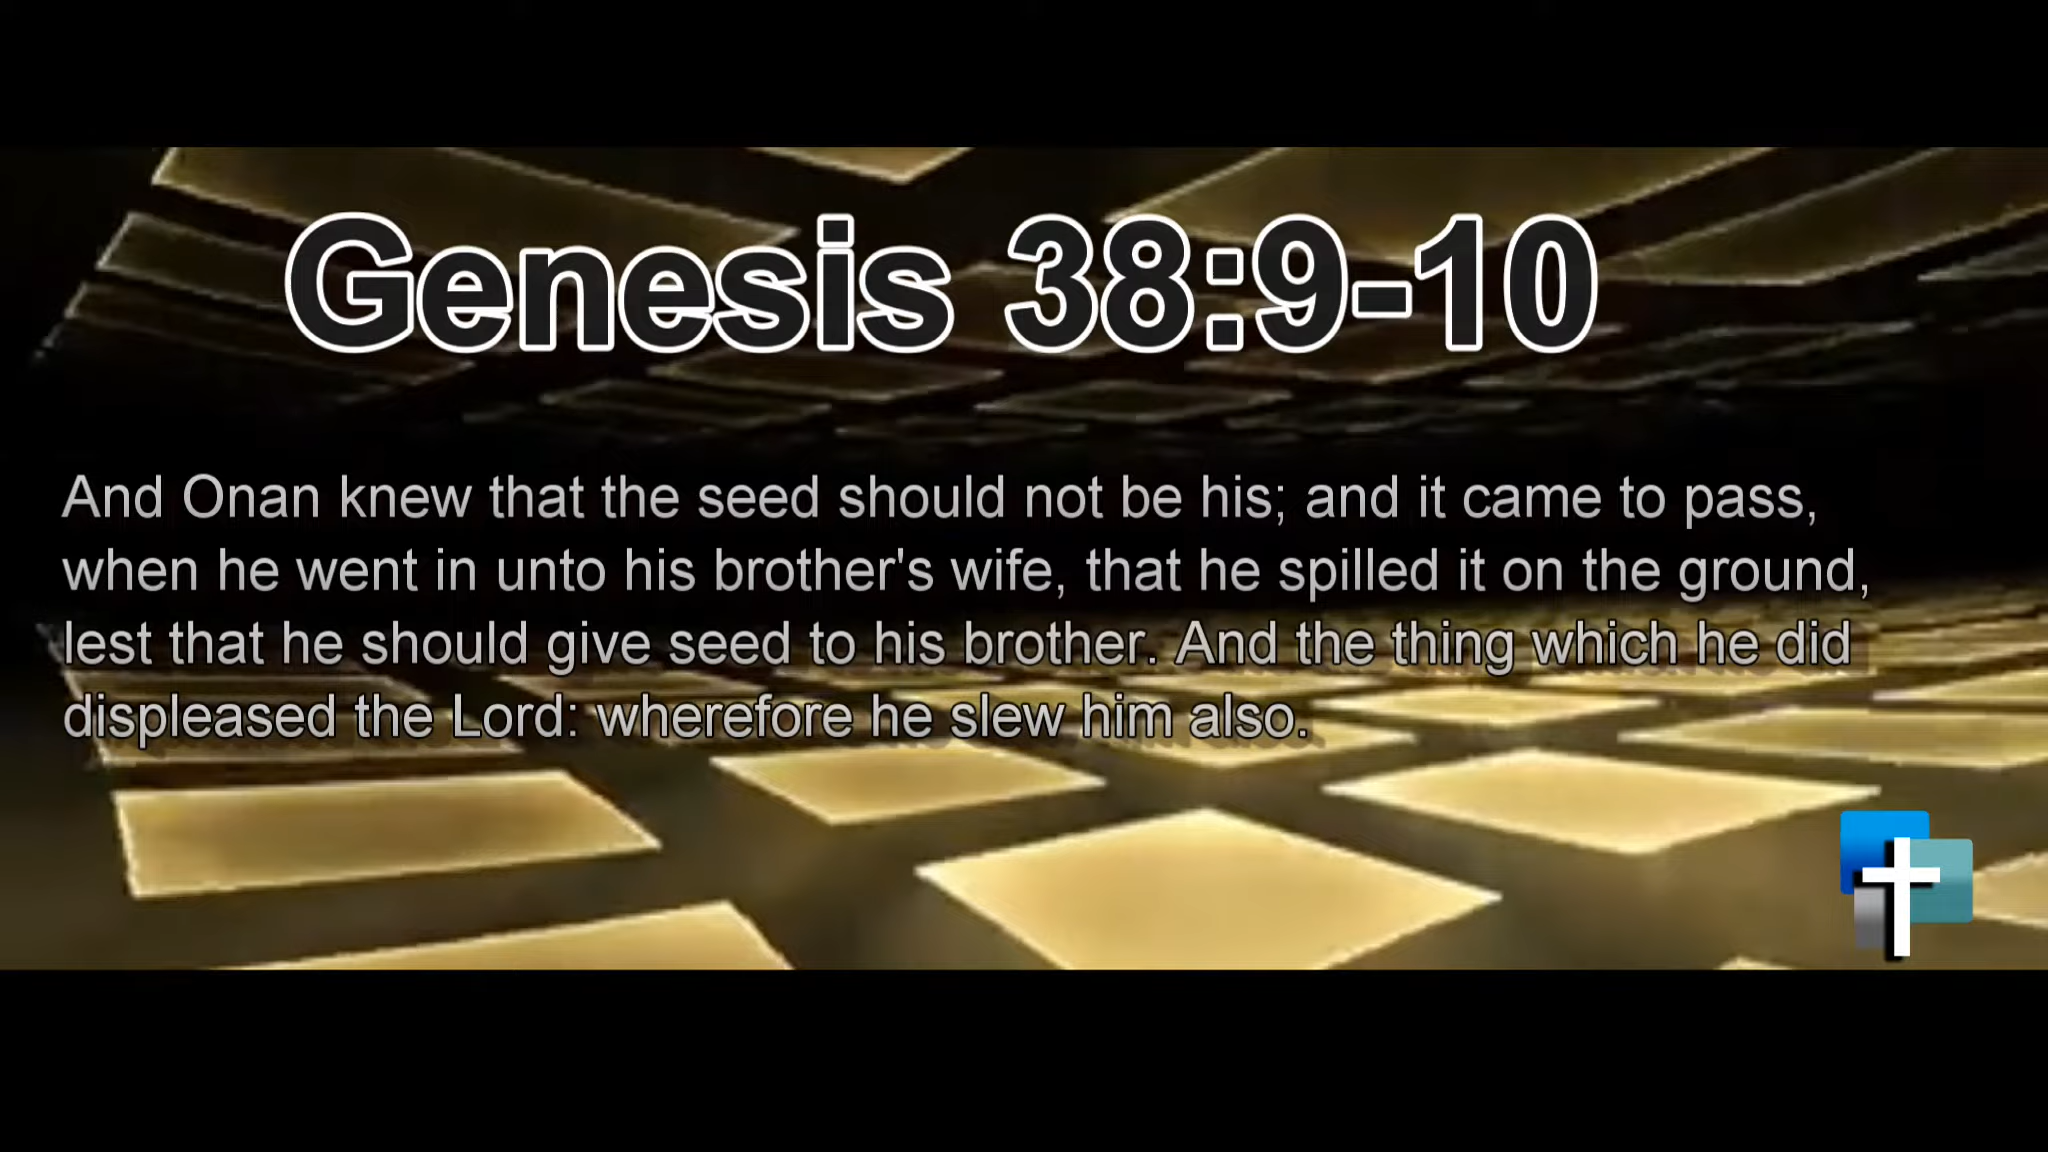 Genesis 38:9-10
And Onan knew that the seed should not be his; and it came to pass,
when he went in unto his brother's wife, that he spilled it on the ground,
lest that he should give seed to his brother. And the thing which he did
displeased the Lord: wherefore he slew him also.